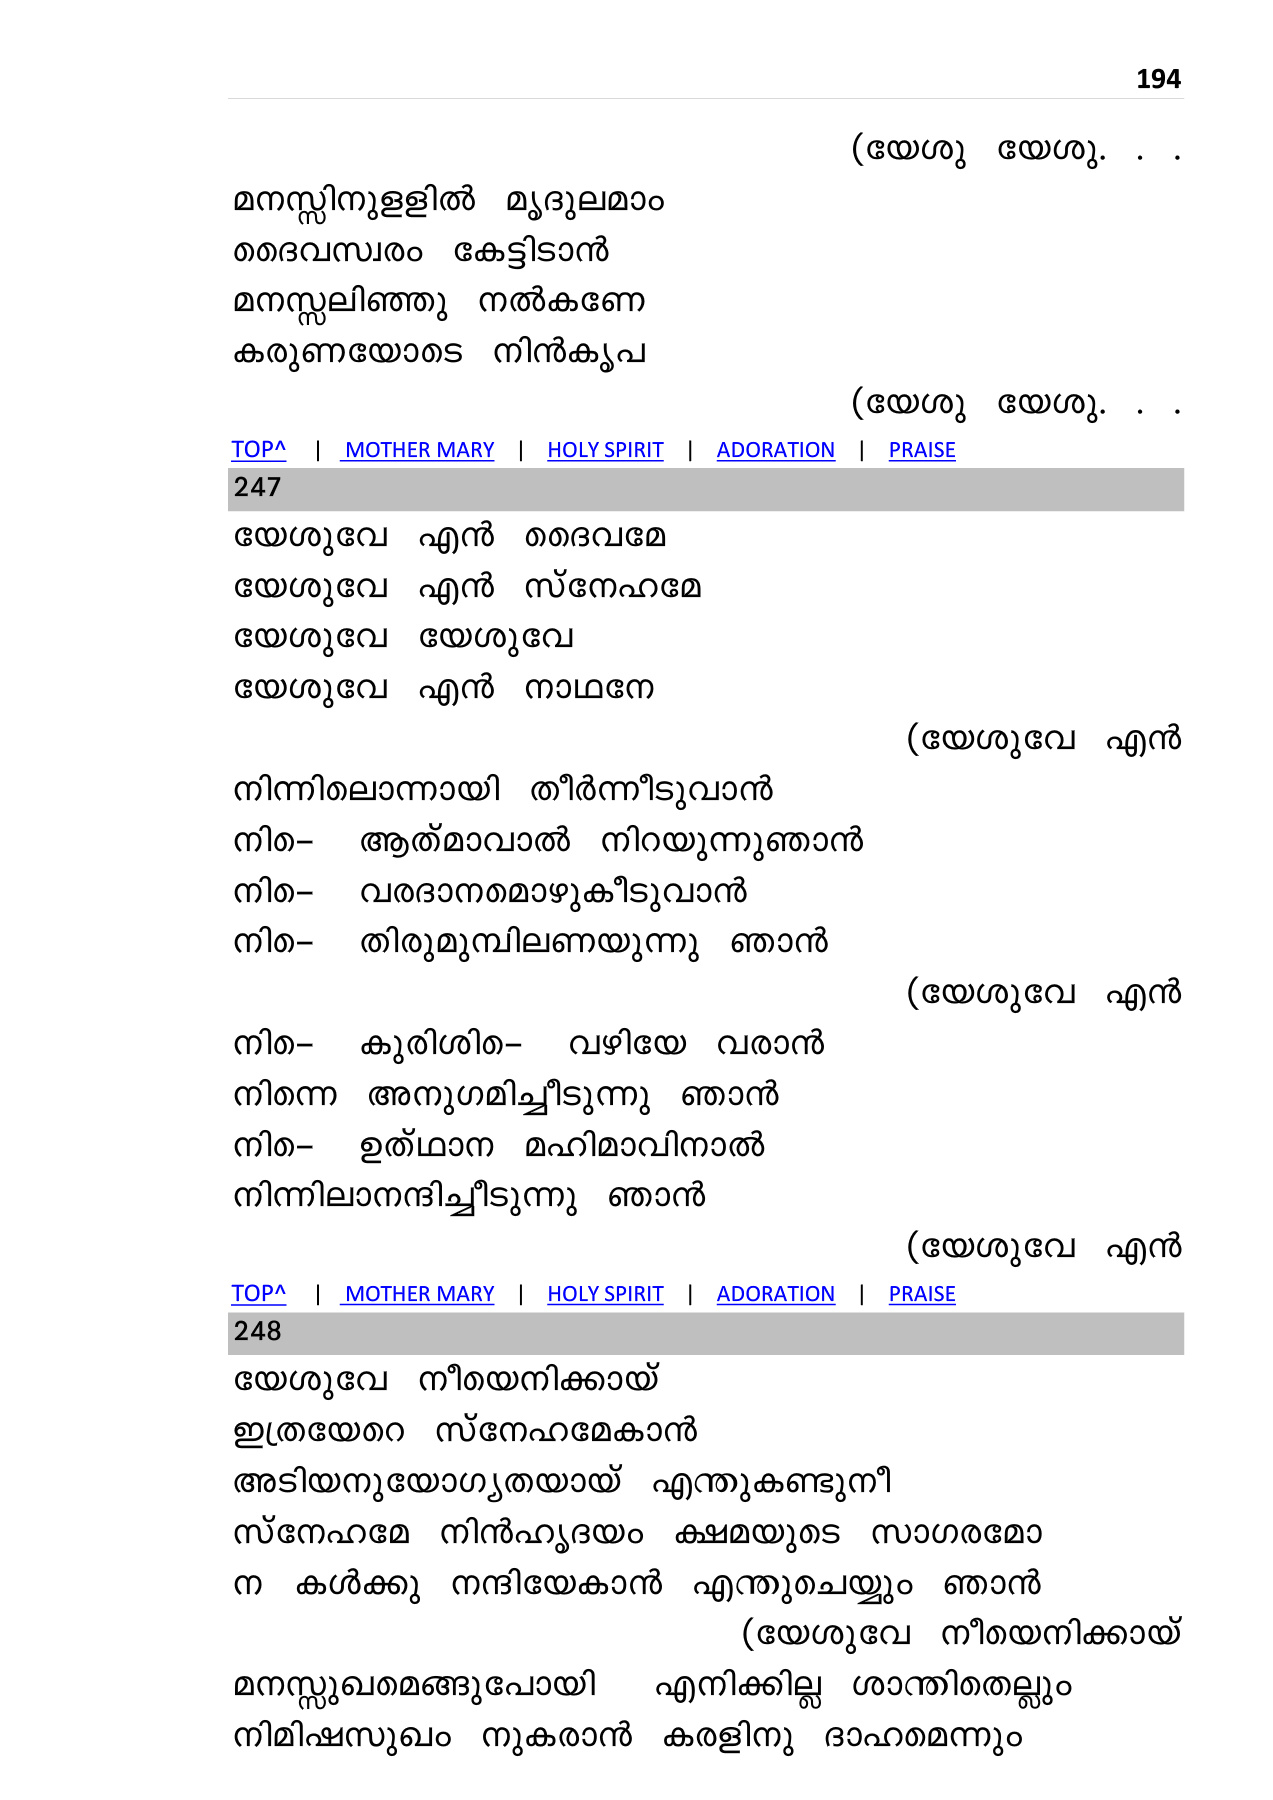 194
(യേശു യേശു. . .
മനസ്സിനുളളിൽ മൃദുലമാം
ദൈവസ്വരം കേട്ടിടാൻ
മനസ്സലിഞ്ഞു നൽകണേ
കരുണയോടെ നിൻകൃപ
(യേശു യേശു. . .
TOP^ | MOTHER MARY | HOLY SPIRIT | ADORATION | PRAISE
247
യേശുവേ എൻ ദൈവമേ
യേശുവേ എൻ സ്നേഹമേ
യേശുവേ യേശുവേ
യേശുവേ എൻ നാഥനേ
(യേശുവേ എൻ
നിന്നിലൊന്നായി തീർന്നീടുവാൻ
നിെ– ആത്മാവാൽ നിറയുന്നുഞാൻ
നിെ– വരദാനമൊഴുകീടുവാൻ
നിെ– തിരുമുമ്പിലണയുന്നു ഞാൻ
(യേശുവേ എൻ
നിെ– കുരിശിെ– വഴിയേ വരാൻ
നിന്നെ അനുഗമിച്ചീടുന്നു ഞാൻ
നിെ– ഉത്ഥാന മഹിമാവിനാൽ
നിന്നിലാനന്ദിച്ചീടുന്നു ഞാൻ
(യേശുവേ എൻ
TOP^ | MOTHER MARY | HOLY SPIRIT | ADORATION | PRAISE
248
യേശുവേ നീയെനിക്കായ്
ഇത്രയേറെ സ്നേഹമേകാൻ
അടിയനുയോഗ്യതയായ് എന്തുകണ്ടുനീ
സ്നേഹമേ നിൻഹൃദയം ക്ഷമയുടെ സാഗരമോ
ന കൾക്കു നന്ദിയേകാൻ എന്തുചെയ്യും ഞാൻ
(യേശുവേ നീയെനിക്കായ്
മനസ്സുഖമെങ്ങുപോയി എനിക്കില്ല ശാന്തിതെല്ലും
നിമിഷസുഖം നുകരാൻ കരളിനു ദാഹമെന്നും